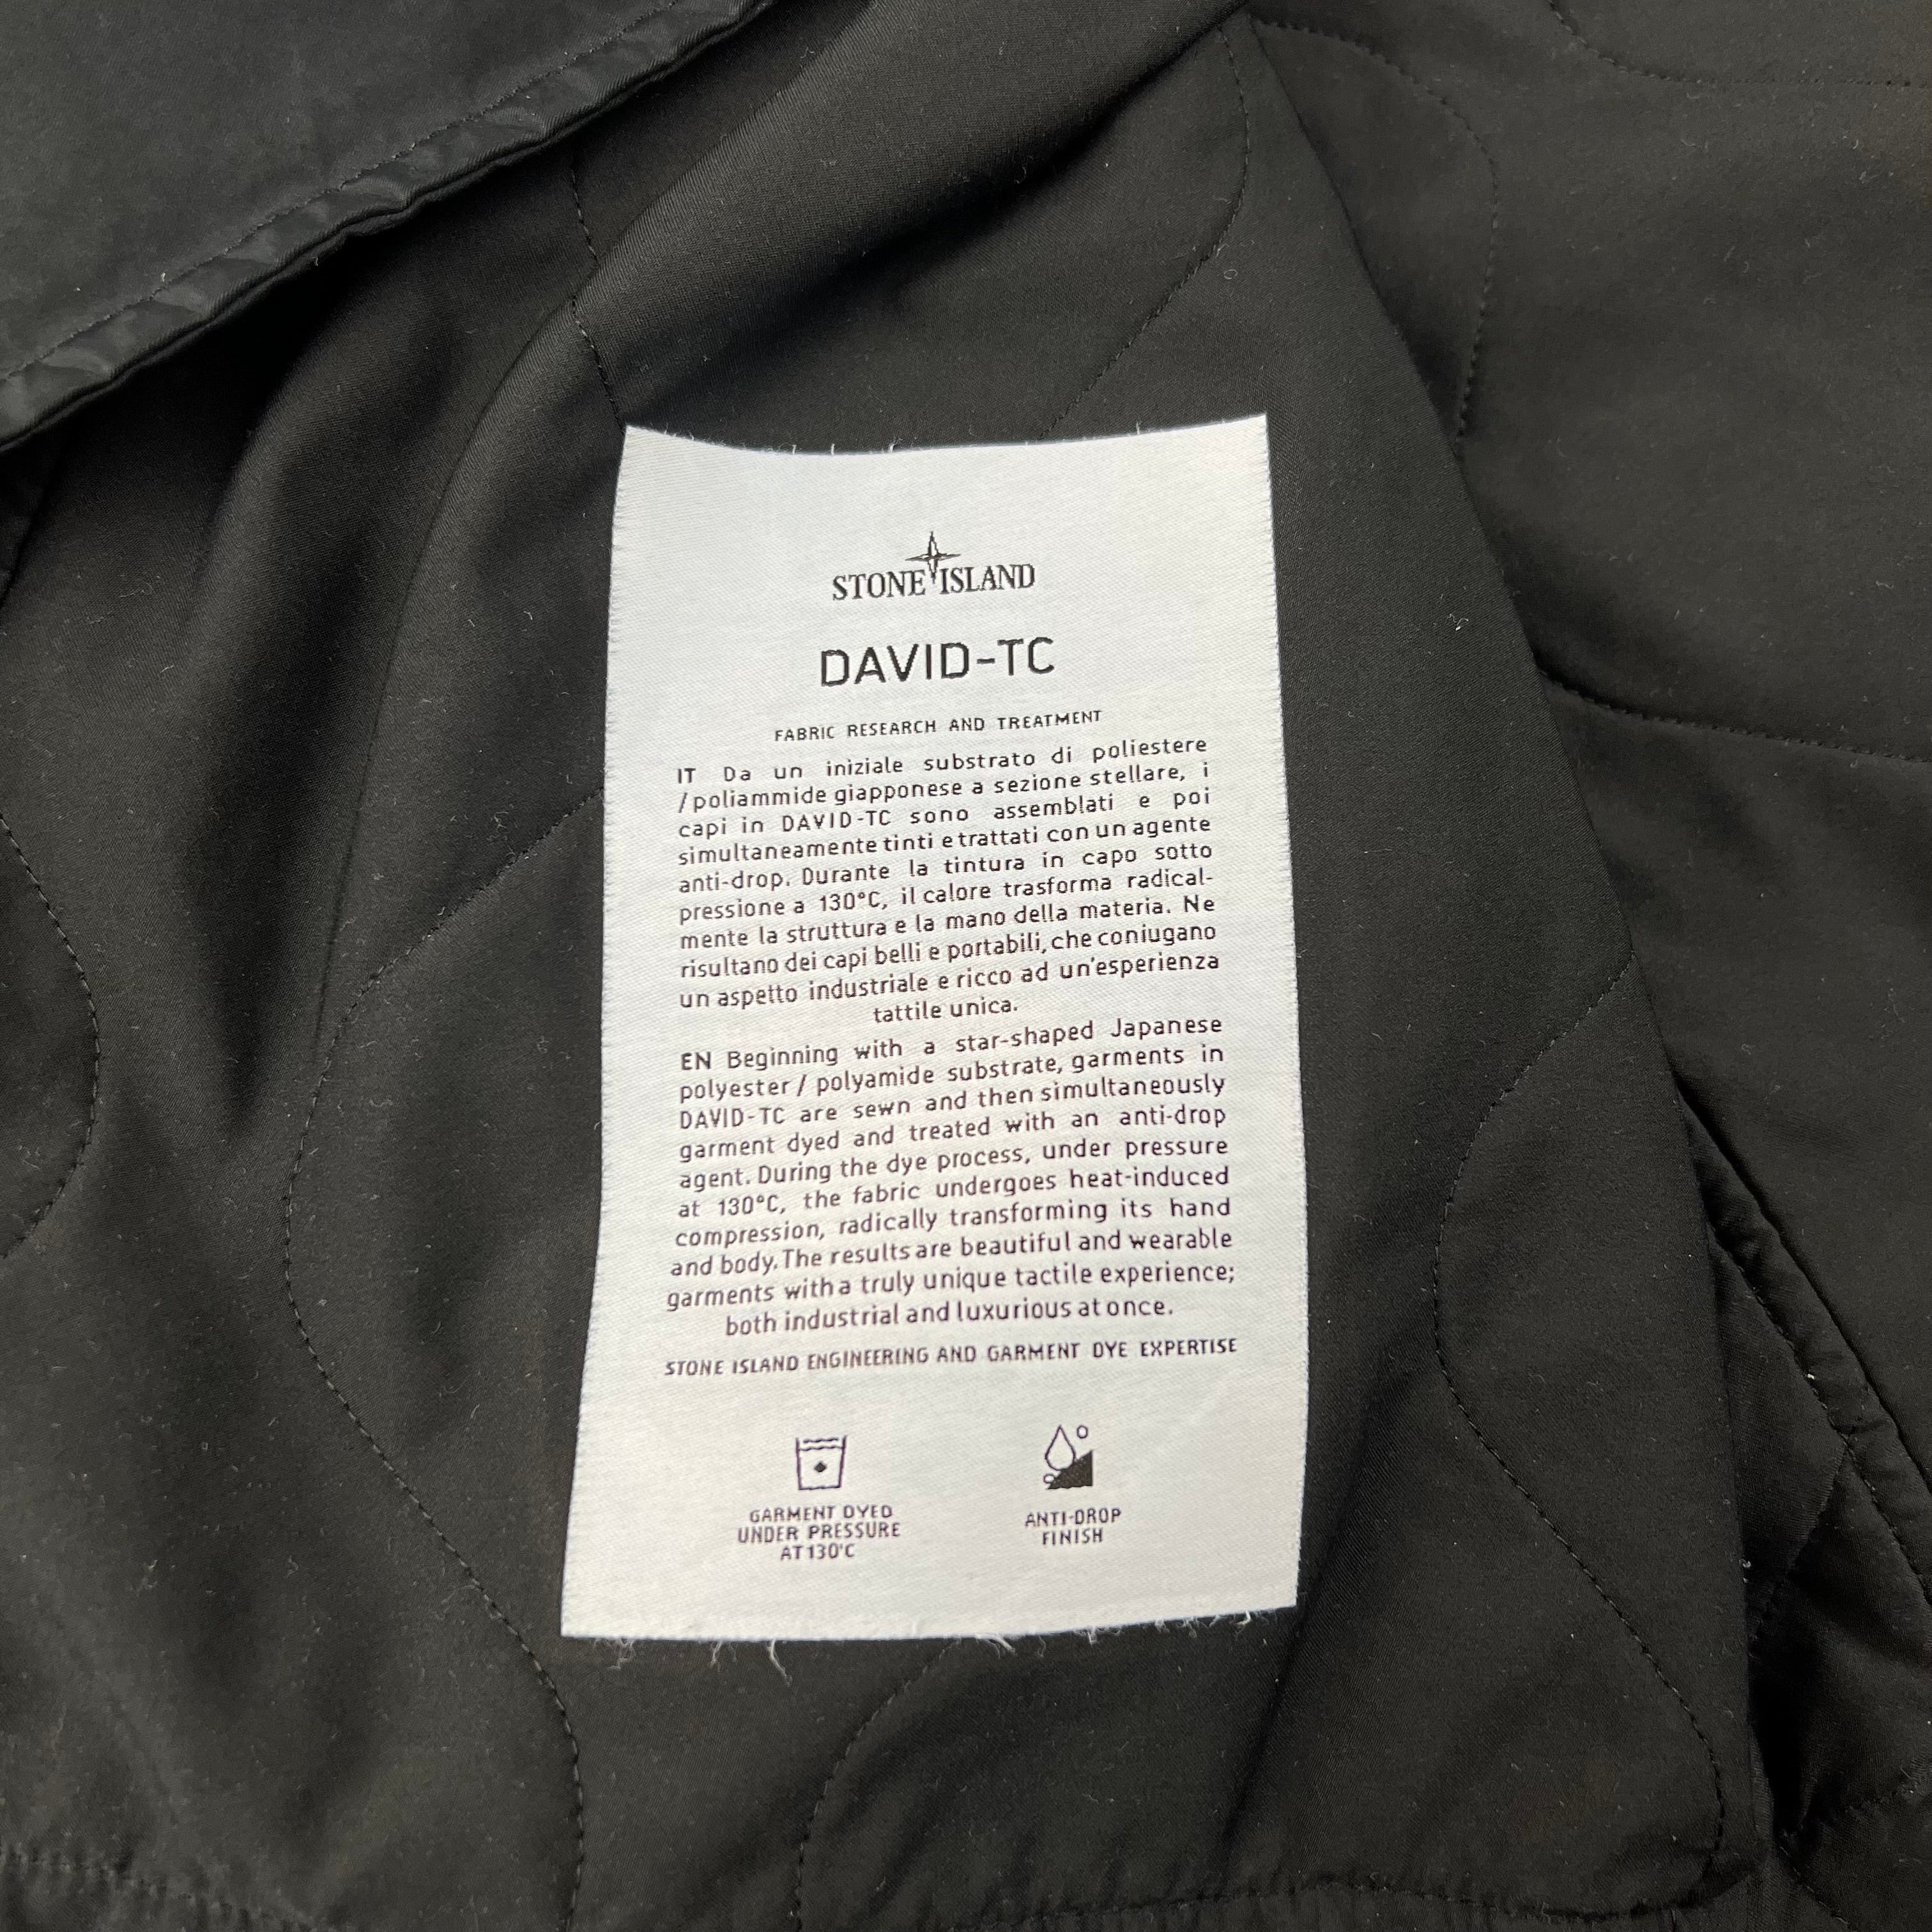 STONE ISLAND
DAVID-TC
FABRIC RESEARCH AND TREATMENT
IT Da un iniziale substrato di poliestere
/poliammide giapponese a sezione stellare, i
capi in DAVID-TC sono assemblati e poi
simultaneamente tinti e trattati con un agente
anti-drop. Durante la tintura in capo sotto
pressione a 130°C, il calore trasforma radical-
mente la struttura e la mano della materia. Ne
risultano dei capi belli e portabili, che coniugano
un aspetto industriale e ricco ad un'esperienza
tattile unica.
EN Beginning with a star-shaped Japanese
polyester / polyamide substrate, garments in
DAVID-TC are sewn and then simultaneously
garment dyed and treated with an anti-drop
agent. During the dye process, under pressure
at 130°C, the fabric undergoes heat-induced
compression, radically transforming its hand
and body. The results are beautiful and wearable
garments with a truly unique tactile experience;
both industrial and luxurious at once.
STONE ISLAND ENGINEERING AND GARMENT DYE EXPERTISE
GARMENT DYED
UNDER PRESSURE
AT 130°C
ANTI-DROP
FINISH